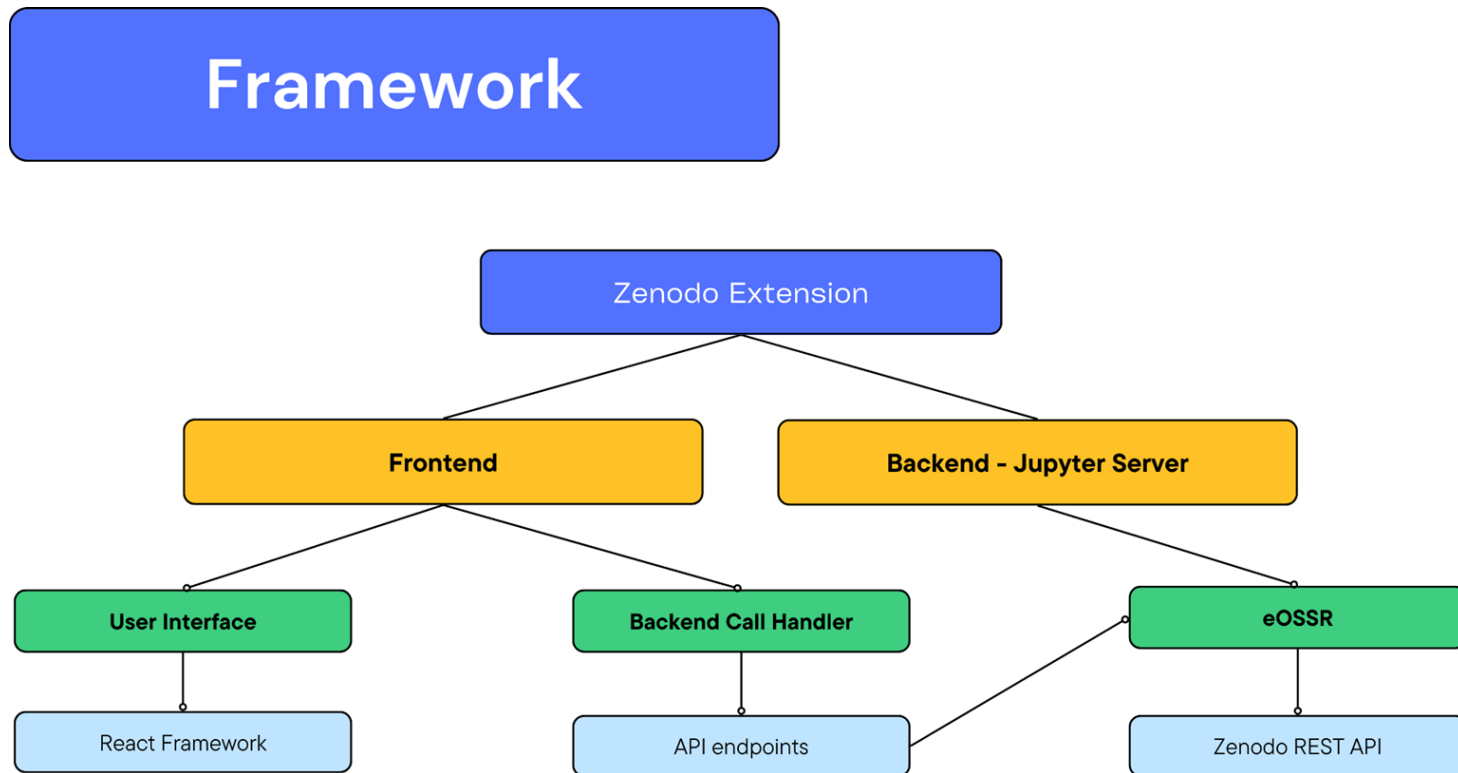 Framework
Zenodo Extension
Frontend
Backend - Jupyter Server
User Interface
Backend Call Handler
eOSSR
React Framework
API endpoints
Zenodo REST API